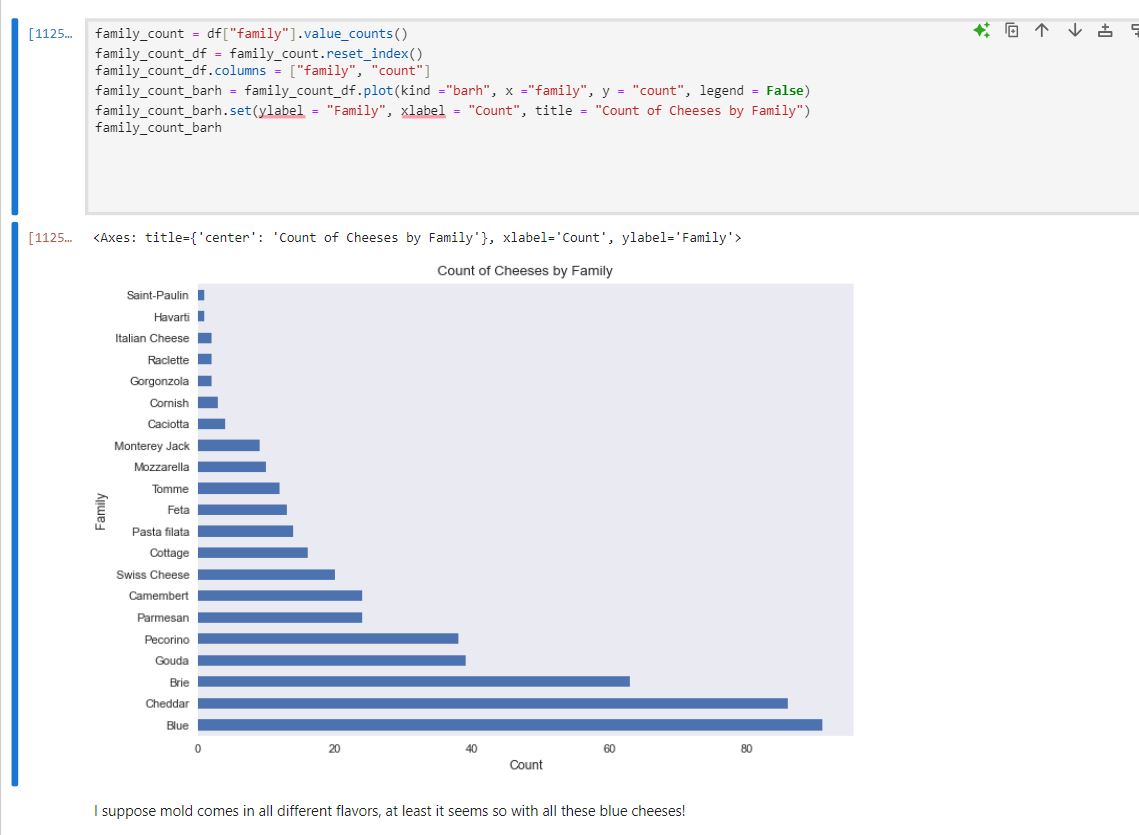 [1125...
family_count = df["family"].value_counts()
family_count_df = family_count.reset_index()
family_count_df.columns = ["family", "count"]
family_count_barh = family_count_df.plot(kind ="barh", x ="family", y = "count", legend = False)
family_count_barh.set(ylabel = "Family", xlabel = "Count", title = "Count of Cheeses by Family")
family_count_barh
[1125...
<Axes: title={'center': 'Count of Cheeses by Family'}, xlabel='Count', ylabel='Family'>
Count of Cheeses by Family
Saint-Paulin
Havarti
Italian Cheese
Raclette
Gorgonzola
Cornish
Caciotta
Monterey Jack
Mozzarella
Tomme
Feta
Pasta filata
Cottage
Swiss Cheese
Camembert
Parmesan
Pecorino
Gouda
Brie
Cheddar
Blue
Family
0 20 40 60 80
Count
I suppose mold comes in all different flavors, at least it seems so with all these blue cheeses!